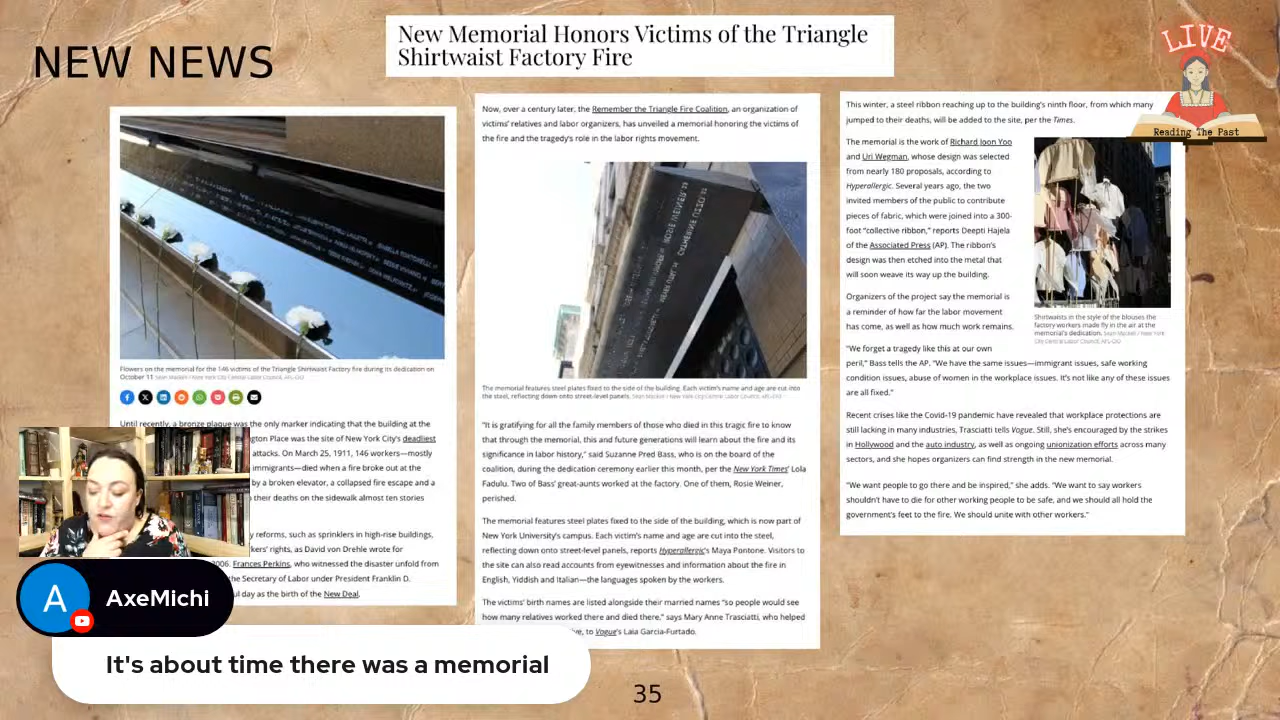 NEW NEWS
New Memorial Honors Victims of the Triangle
Shirtwaist Factory Fire
LIVE
Reading The Past
Flowers on the memorial for the 146 victims of the Triangle Shirtwaist Factory fire during its dedication on
October 11
Until recently, a bronze plaque was the only marker indicating that the building at the
gton Place was the site of New York City's deadliest
attacks. On March 25, 1911, 146 workers—mostly
immigrants—died when a fire broke out at the
by a broken elevator, a collapsed fire escape and a
their deaths on the sidewalk almost ten stories
y reforms, such as sprinklers in high-rise buildings,
kers' rights, as David von Drehle wrote for
2006. Frances Perkins, who witnessed the disaster unfold from
the Secretary of Labor under President Franklin D.
ul day as the birth of the New Deal.
Now, over a century later, the Remember the Triangle Fire Coalition, an organization of
victims' relatives and labor organizers, has unveiled a memorial honoring the victims of
the fire and the tragedy's role in the labor rights movement.
The memorial features steel plates fixed to the side of the building. Each victim's name and age are cut into
the steel, reflecting down onto street-level panels.
"It is gratifying for all the family members of those who died in this tragic fire to know
that through the memorial, this and future generations will learn about the fire and its
significance in labor history," said Suzanne Pred Bass, who is on the board of the
coalition, during the dedication ceremony earlier this month, per the New York Times' Lola
Fadulu. Two of Bass' great-aunts worked at the factory. One of them, Rosie Weiner,
perished.
The memorial features steel plates fixed to the side of the building, which is now part of
New York University's campus. Each victim's name and age are cut into the steel,
reflecting down onto street-level panels, reports Hyperallergic's Maya Pontone. Visitors to
the site can also read accounts from eyewitnesses and information about the fire in
English, Yiddish and Italian—the languages spoken by the workers.
The victims' birth names are listed alongside their married names "so people would see
how many relatives worked there and died there," says Mary Anne Trasciatti, who helped
ive, to Vogue's Laia Garcia-Furtado.
This winter, a steel ribbon reaching up to the building's ninth floor, from which many
jumped to their deaths, will be added to the site, per the Times.
The memorial is the work of Richard Joon Yoo
and Uri Wegman, whose design was selected
from nearly 180 proposals, according to
Hyperallergic. Several years ago, the two
invited members of the public to contribute
pieces of fabric, which were joined into a 300-
foot "collective ribbon," reports Deepti Hajela
of the Associated Press (AP). The ribbon's
design was then etched into the metal that
will soon weave its way up the building.
Shirtwaists in the style of the blouses the
factory workers made fly in the air at the
memorial's dedication.
Organizers of the project say the memorial is
a reminder of how far the labor movement
has come, as well as how much work remains.
"We forget a tragedy like this at our own
peril," Bass tells the AP. "We have the same issues—immigrant issues, safe working
condition issues, abuse of women in the workplace issues. It's not like any of these issues
are all fixed."
Recent crises like the Covid-19 pandemic have revealed that workplace protections are
still lacking in many industries, Trasciatti tells Vogue. Still, she's encouraged by the strikes
in Hollywood and the auto industry, as well as ongoing unionization efforts across many
sectors, and she hopes organizers can find strength in the new memorial.
"We want people to go there and be inspired," she adds. "We want to say workers
shouldn't have to die for other working people to be safe, and we should all hold the
government's feet to the fire. We should unite with other workers."
A
AxeMichi
It's about time there was a memorial
35